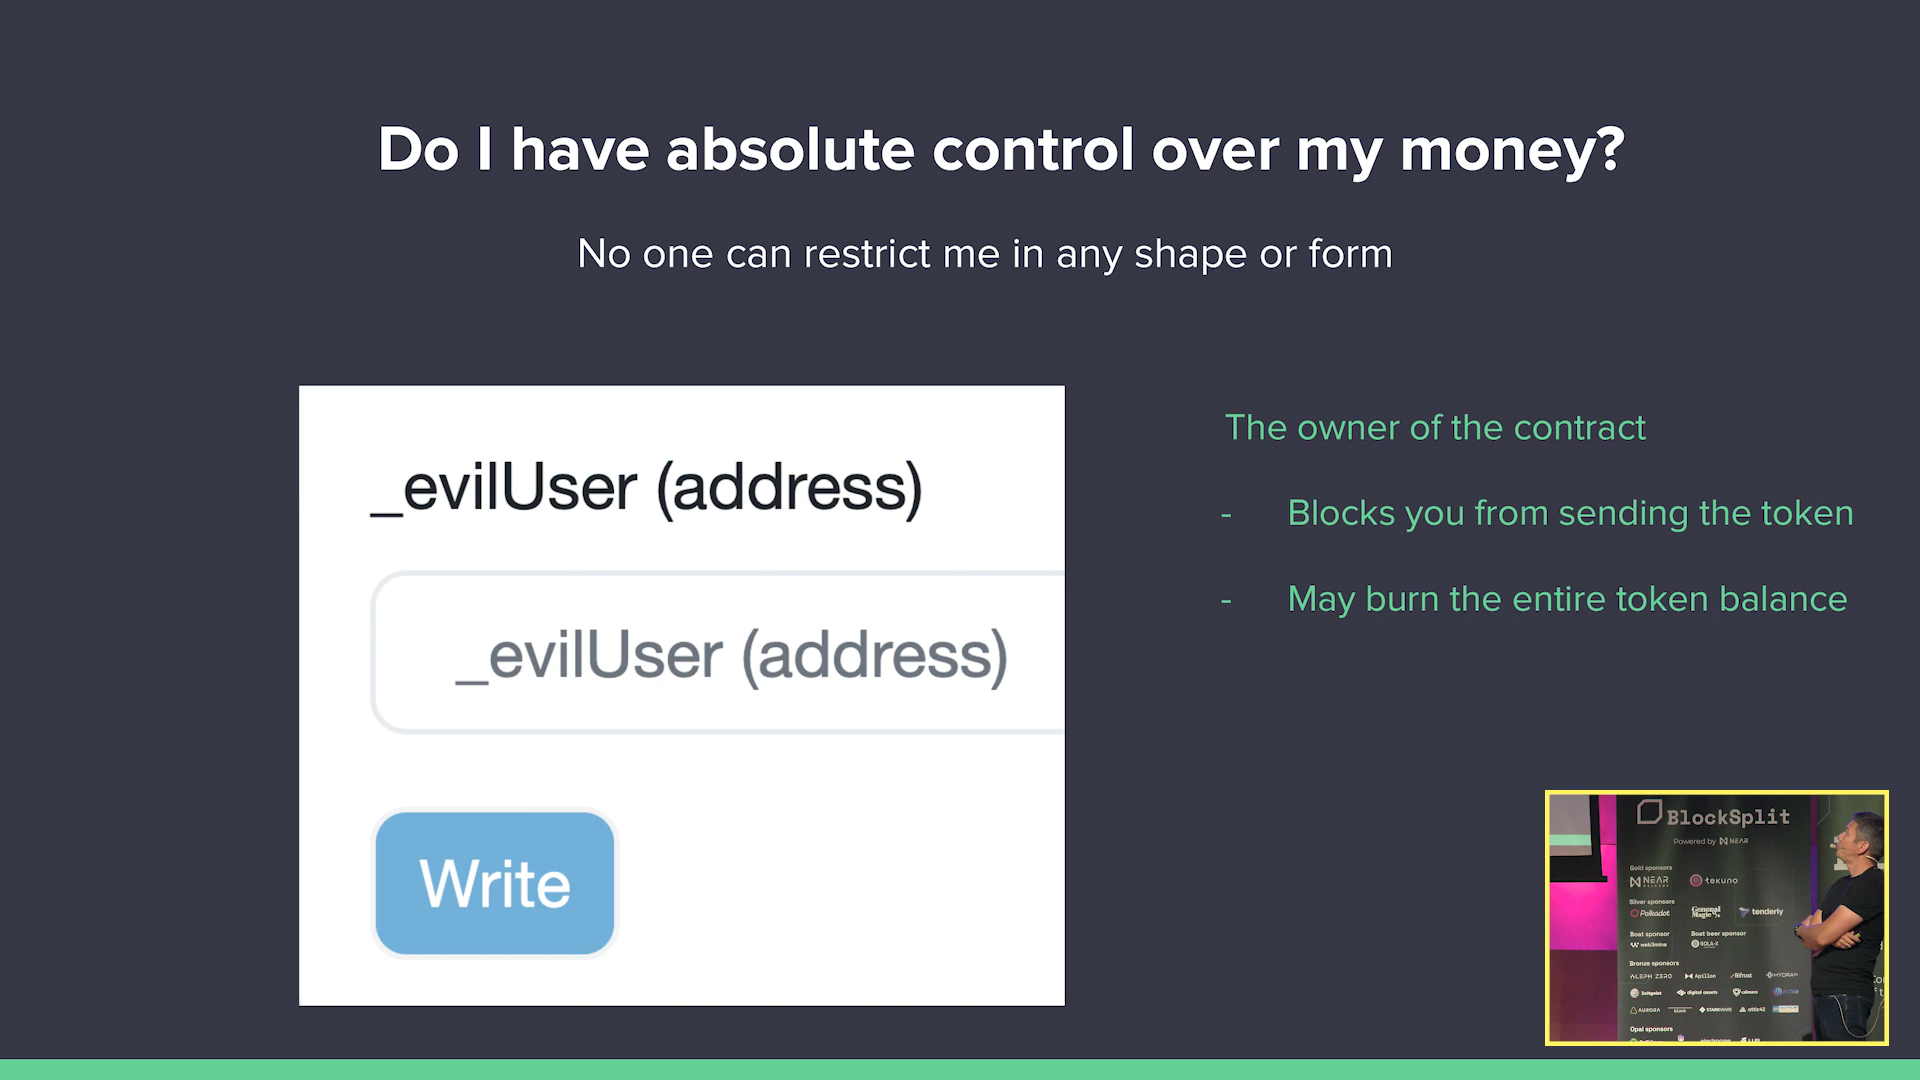 Do I have absolute control over my money?
No one can restrict me in any shape or form
_evilUser (address)
_evilUser (address)
Write
The owner of the contract
- Blocks you from sending the token
- May burn the entire token balance
BlockSplit
Powered by NEAR
Gold sponsors
NEAR
tekuno
Silver sponsors
Polkadot
General Magic
tenderly
Boat sponsor
Boat beer sponsor
web3mine
SOLA-X
Bronze sponsors
ALEPH ZERO
Apillon
Bifrost
HYDRA
Zeitgeist
digital assets
calimero
ASTAR
AURORA
STARKWARE
attic42
Opal sponsors